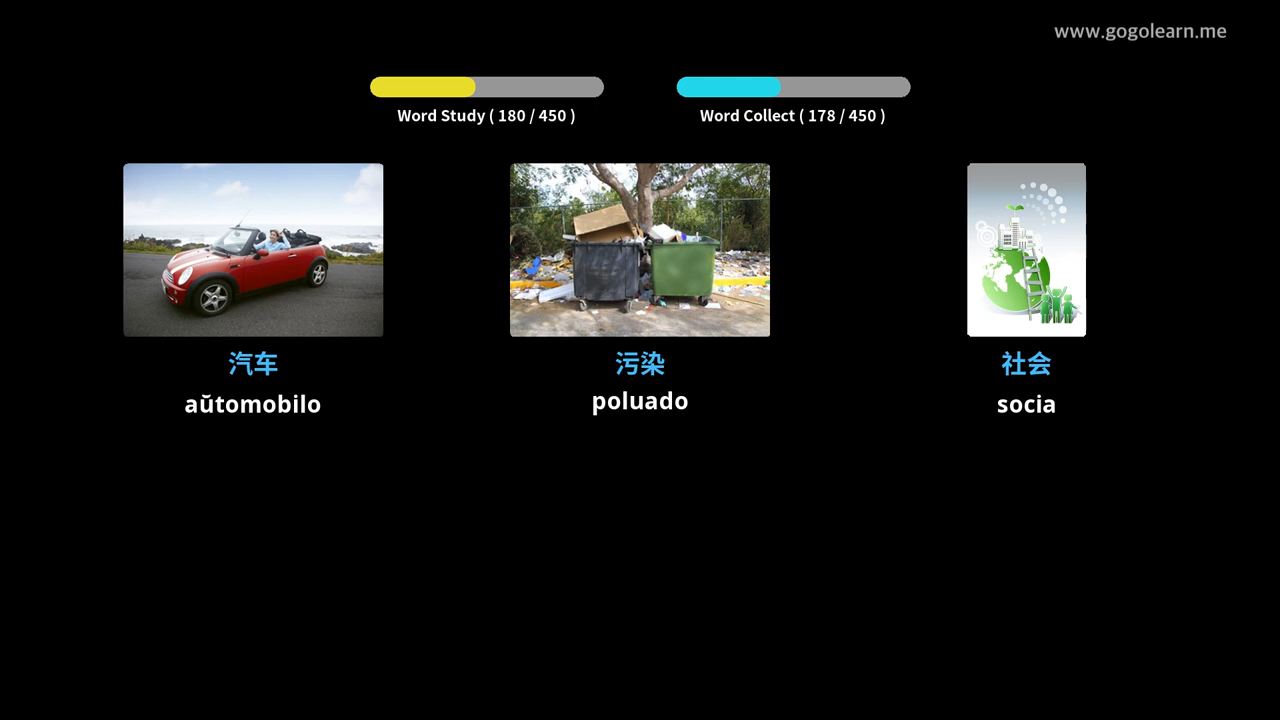 www.gogolearn.me
Word Study ( 180 / 450 )
Word Collect ( 178 / 450 )
汽车
污染
社会
aŭtomobilo
poluado
socia